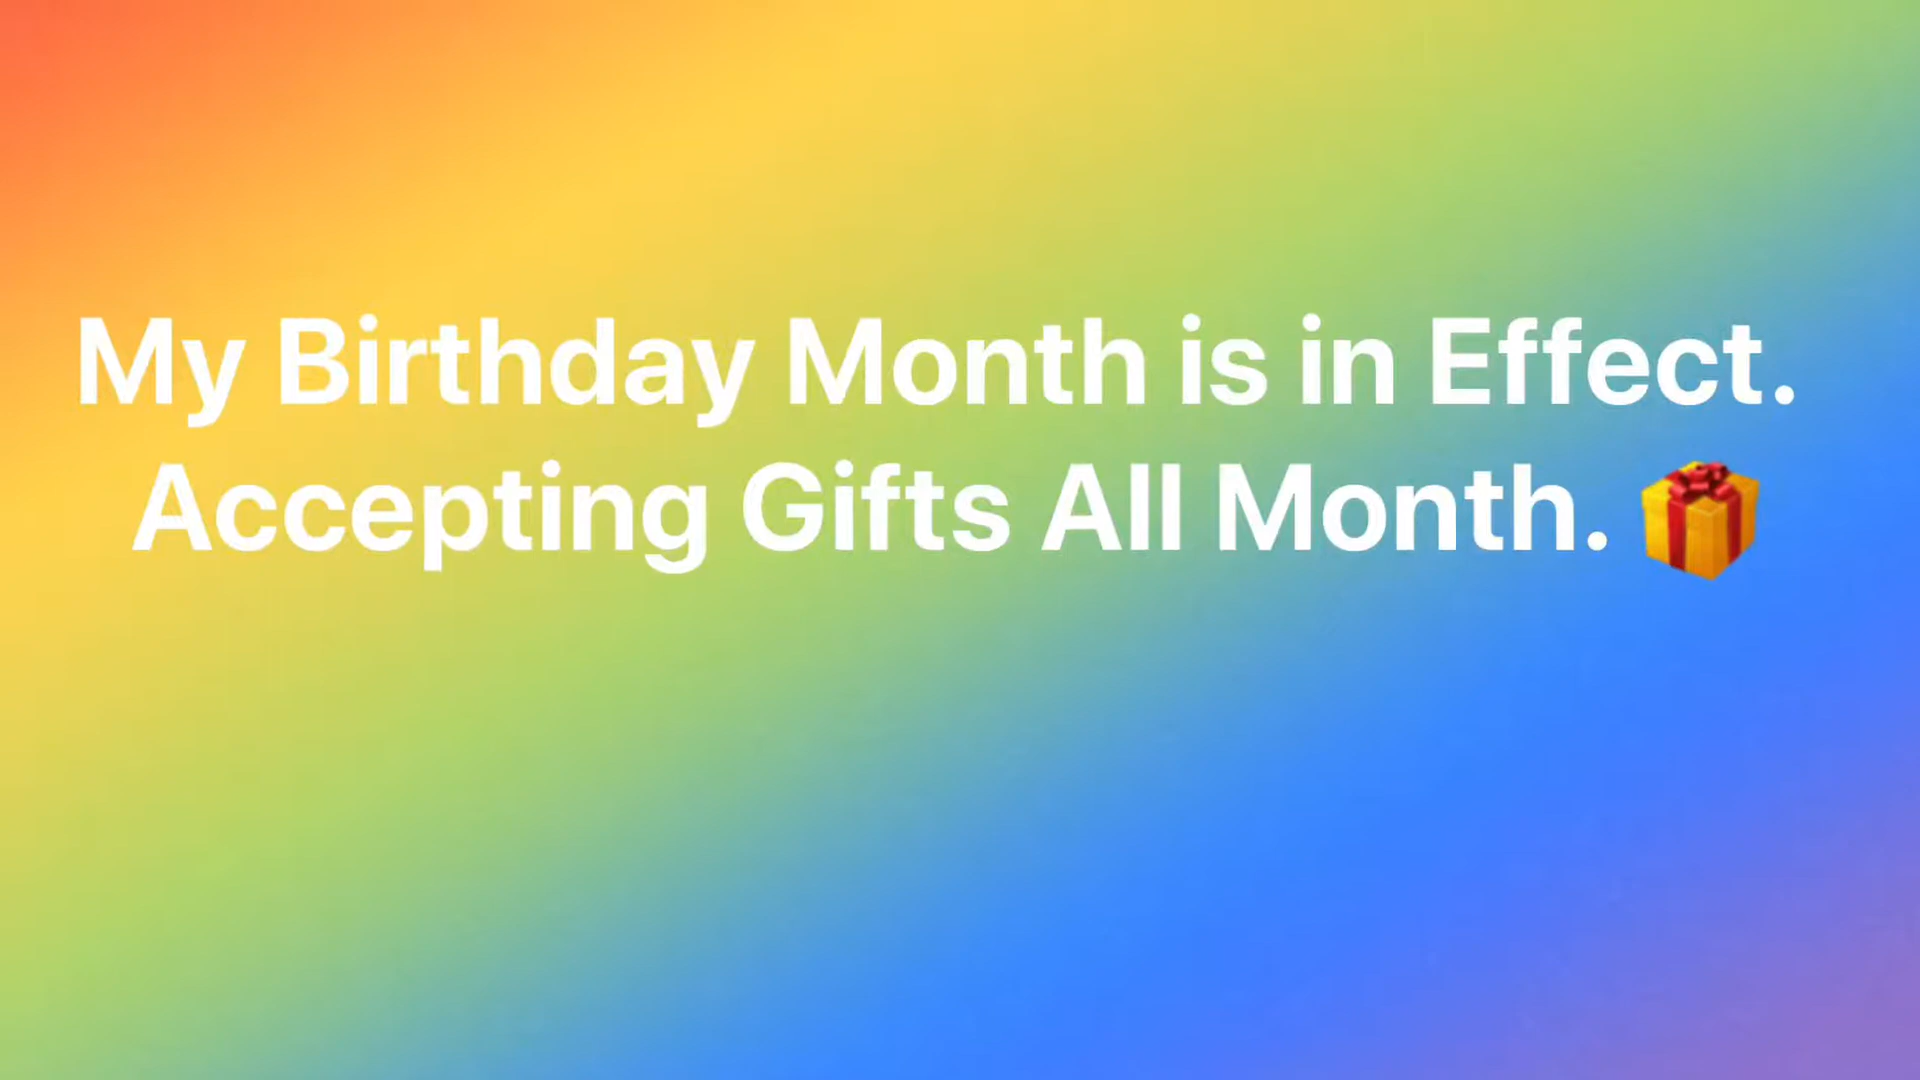 My Birthday Month is in Effect.
Accepting Gifts All Month. 🎁